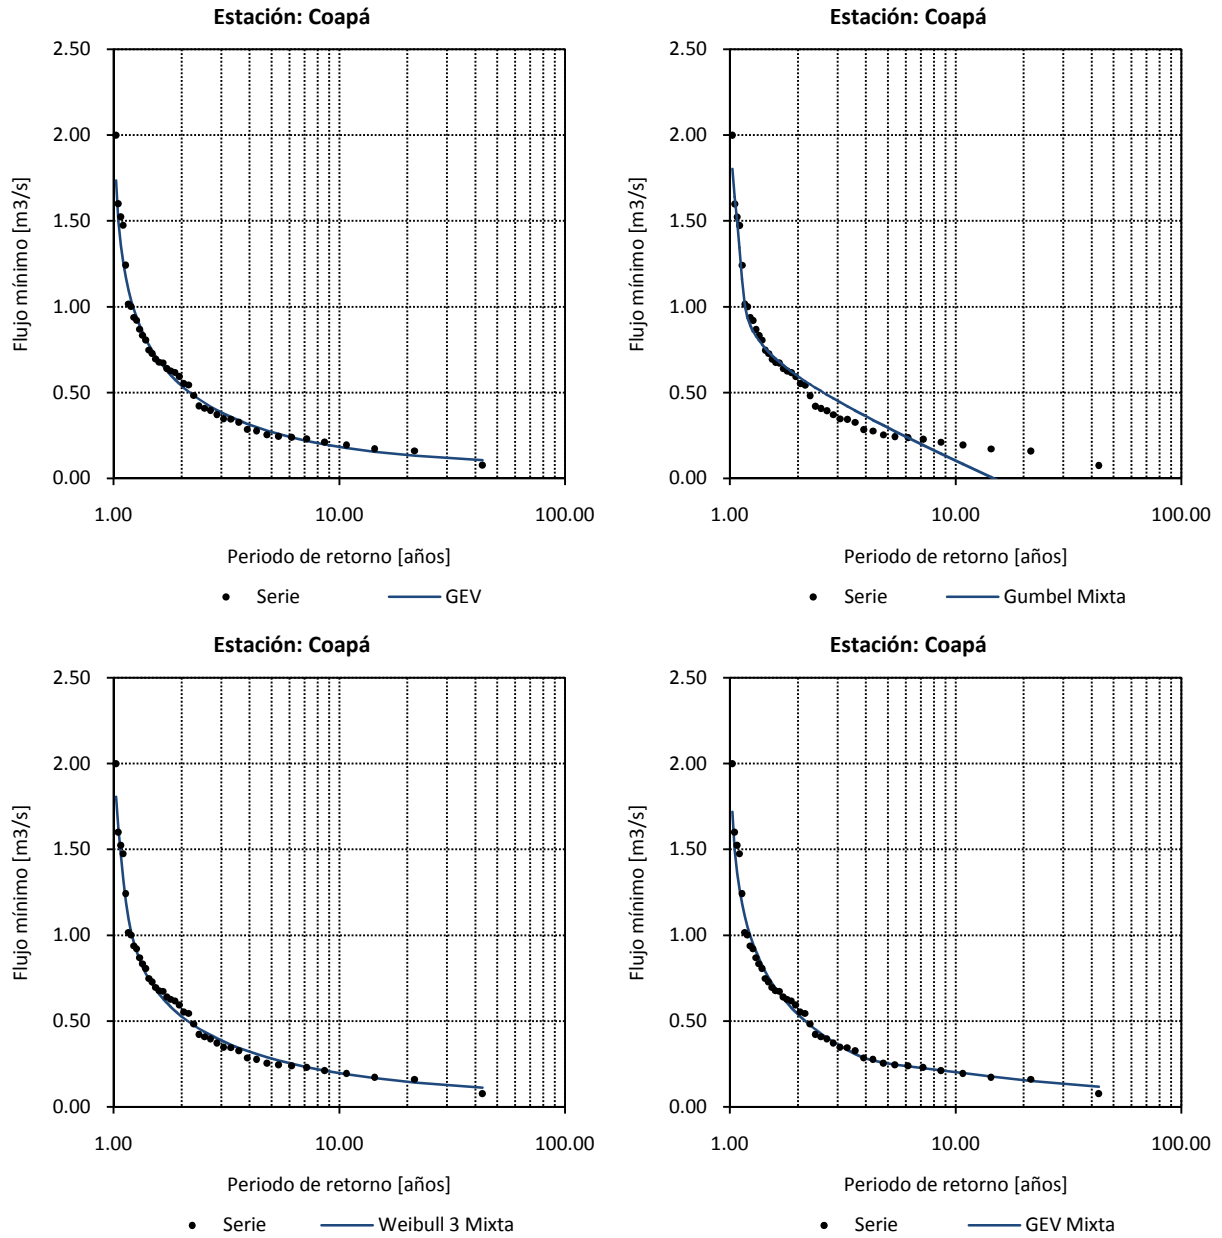 Estación: Coapá
2.50
2.00
1.50
1.00
0.50
0.00
Flujo mínimo [m3/s]
1.00 10.00 100.00
Periodo de retorno [años]
Serie GEV
Estación: Coapá
2.50
2.00
1.50
1.00
0.50
0.00
Flujo mínimo [m3/s]
1.00 10.00 100.00
Periodo de retorno [años]
Serie Gumbel Mixta
Estación: Coapá
2.50
2.00
1.50
1.00
0.50
0.00
Flujo mínimo [m3/s]
1.00 10.00 100.00
Periodo de retorno [años]
Serie Weibull 3 Mixta
Estación: Coapá
2.50
2.00
1.50
1.00
0.50
0.00
Flujo mínimo [m3/s]
1.00 10.00 100.00
Periodo de retorno [años]
Serie GEV Mixta